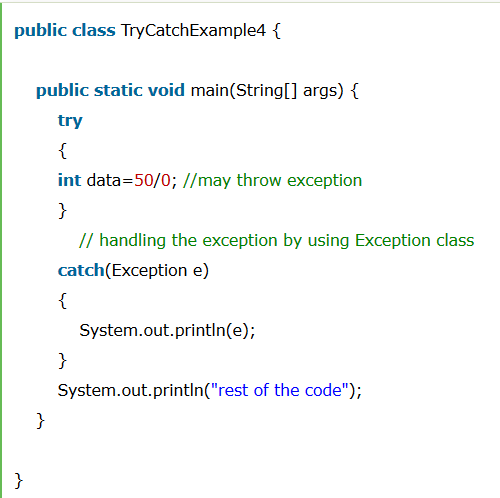 public class TryCatchExample4 {
public static void main(String[] args) {
try
{
int data=50/0; //may throw exception
}
// handling the exception by using Exception class
catch(Exception e)
{
System.out.println(e);
}
System.out.println("rest of the code");
}
}